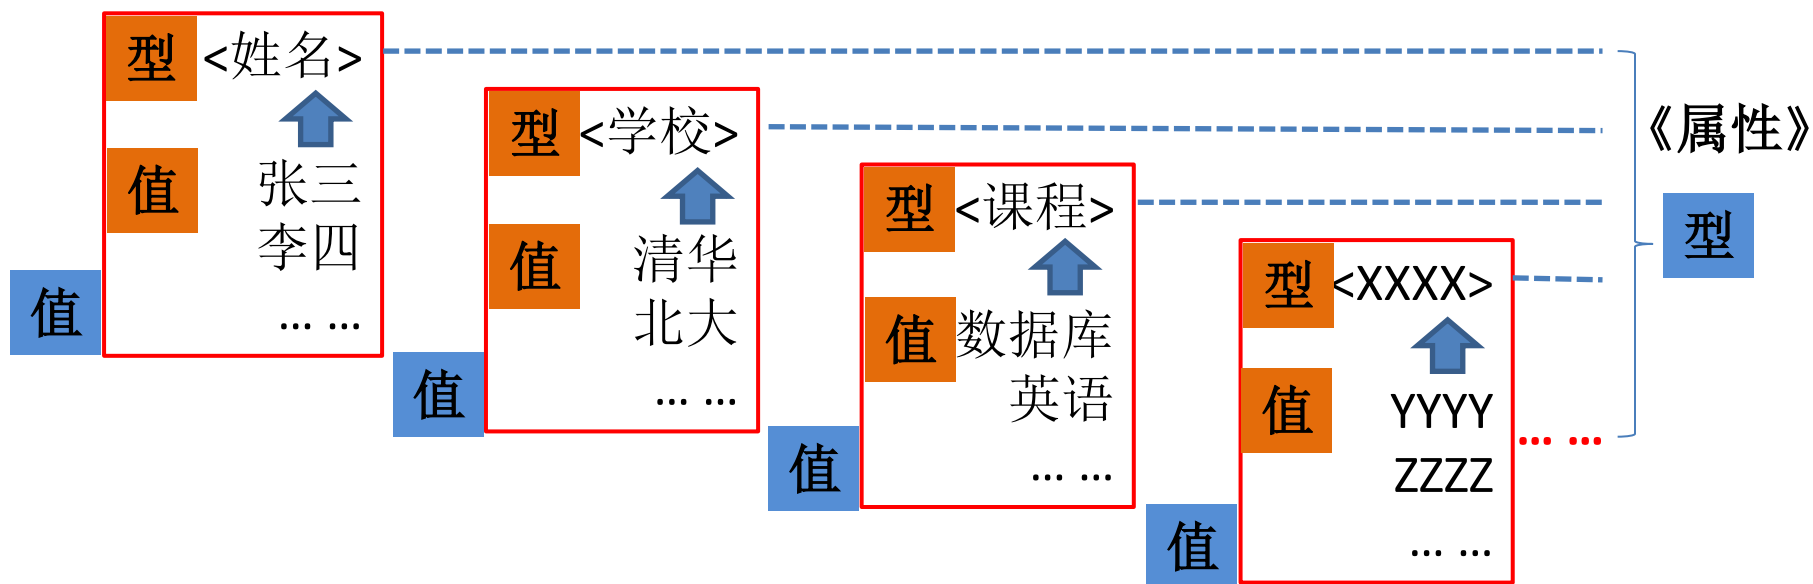 型 <姓名>
值 张三
李四
... ...
值
型 <学校>
值 清华
北大
... ...
值
型 <课程>
值 数据库
英语
... ...
值
型 <XXXX>
值 YYYY
ZZZZ
... ...
值
... ...
《属性》
型